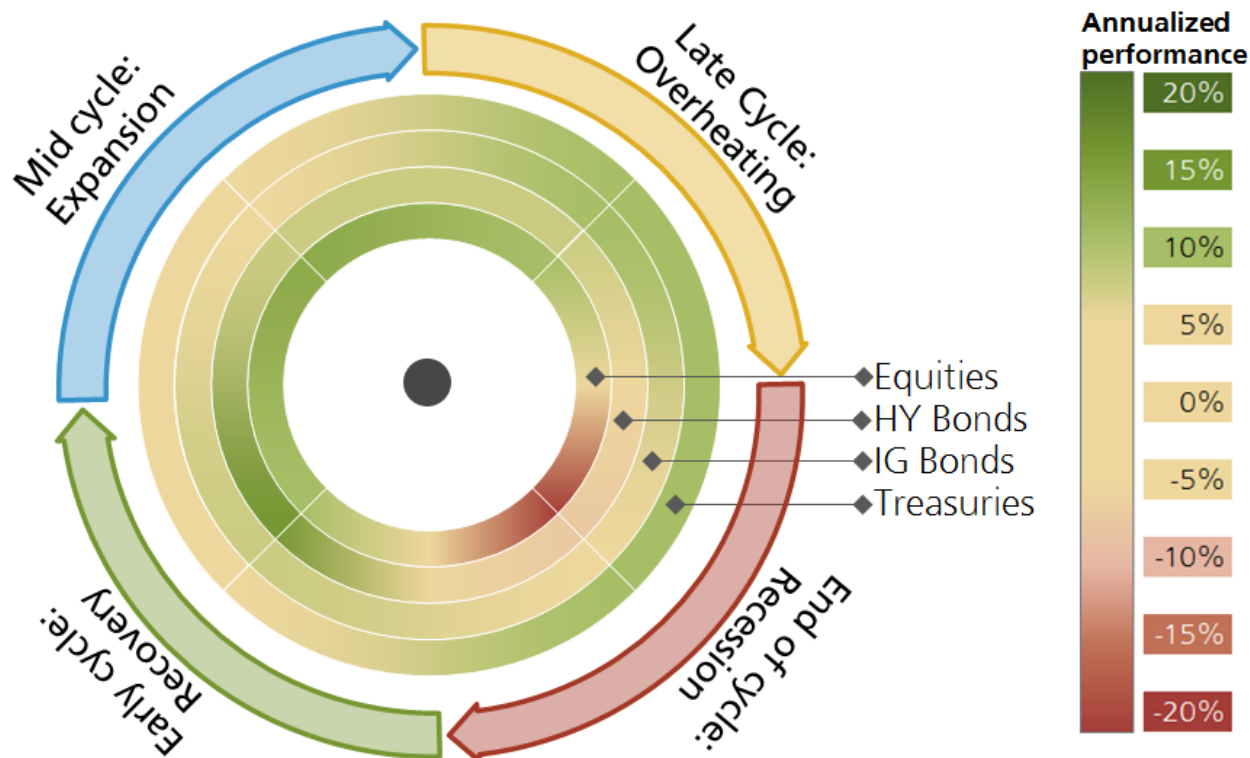 Mid cycle:
Expansion
Late Cycle:
Overheating
Equities
HY Bonds
IG Bonds
Treasuries
End of cycle:
Recession
Early cycle:
Recovery
Annualized
performance
20%
15%
10%
5%
0%
-5%
-10%
-15%
-20%